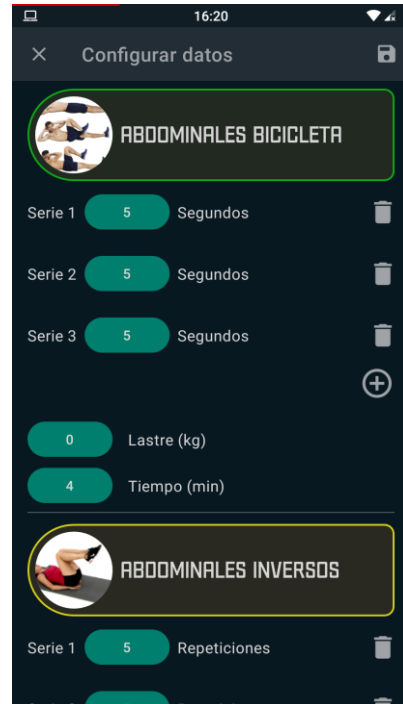 16:20
Configurar datos
ABDOMINALES BICICLETA
Serie 1 5 Segundos
Serie 2 5 Segundos
Serie 3 5 Segundos
0 Lastre (kg)
4 Tiempo (min)
ABDOMINALES INVERSOS
Serie 1 5 Repeticiones